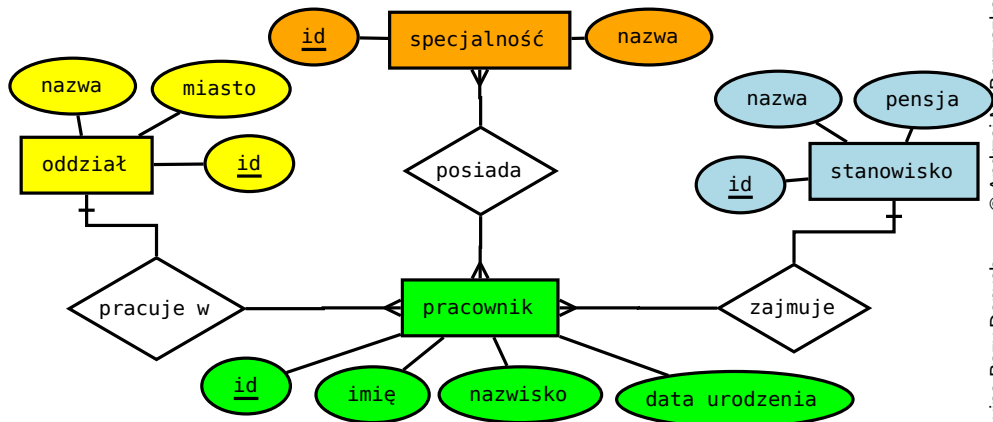 id
specjalność
nazwa
nazwa
miasto
nazwa
pensja
oddział
id
posiada
id
stanowisko
pracuje w
pracownik
zajmuje
id
imię
nazwisko
data urodzenia